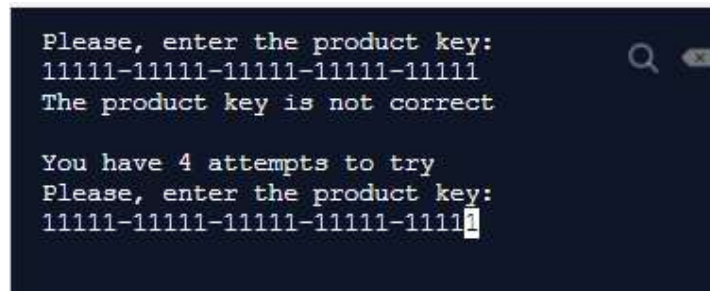 Please, enter the product key:
11111-11111-11111-11111-11111
The product key is not correct
You have 4 attempts to try
Please, enter the product key:
11111-11111-11111-11111-11111